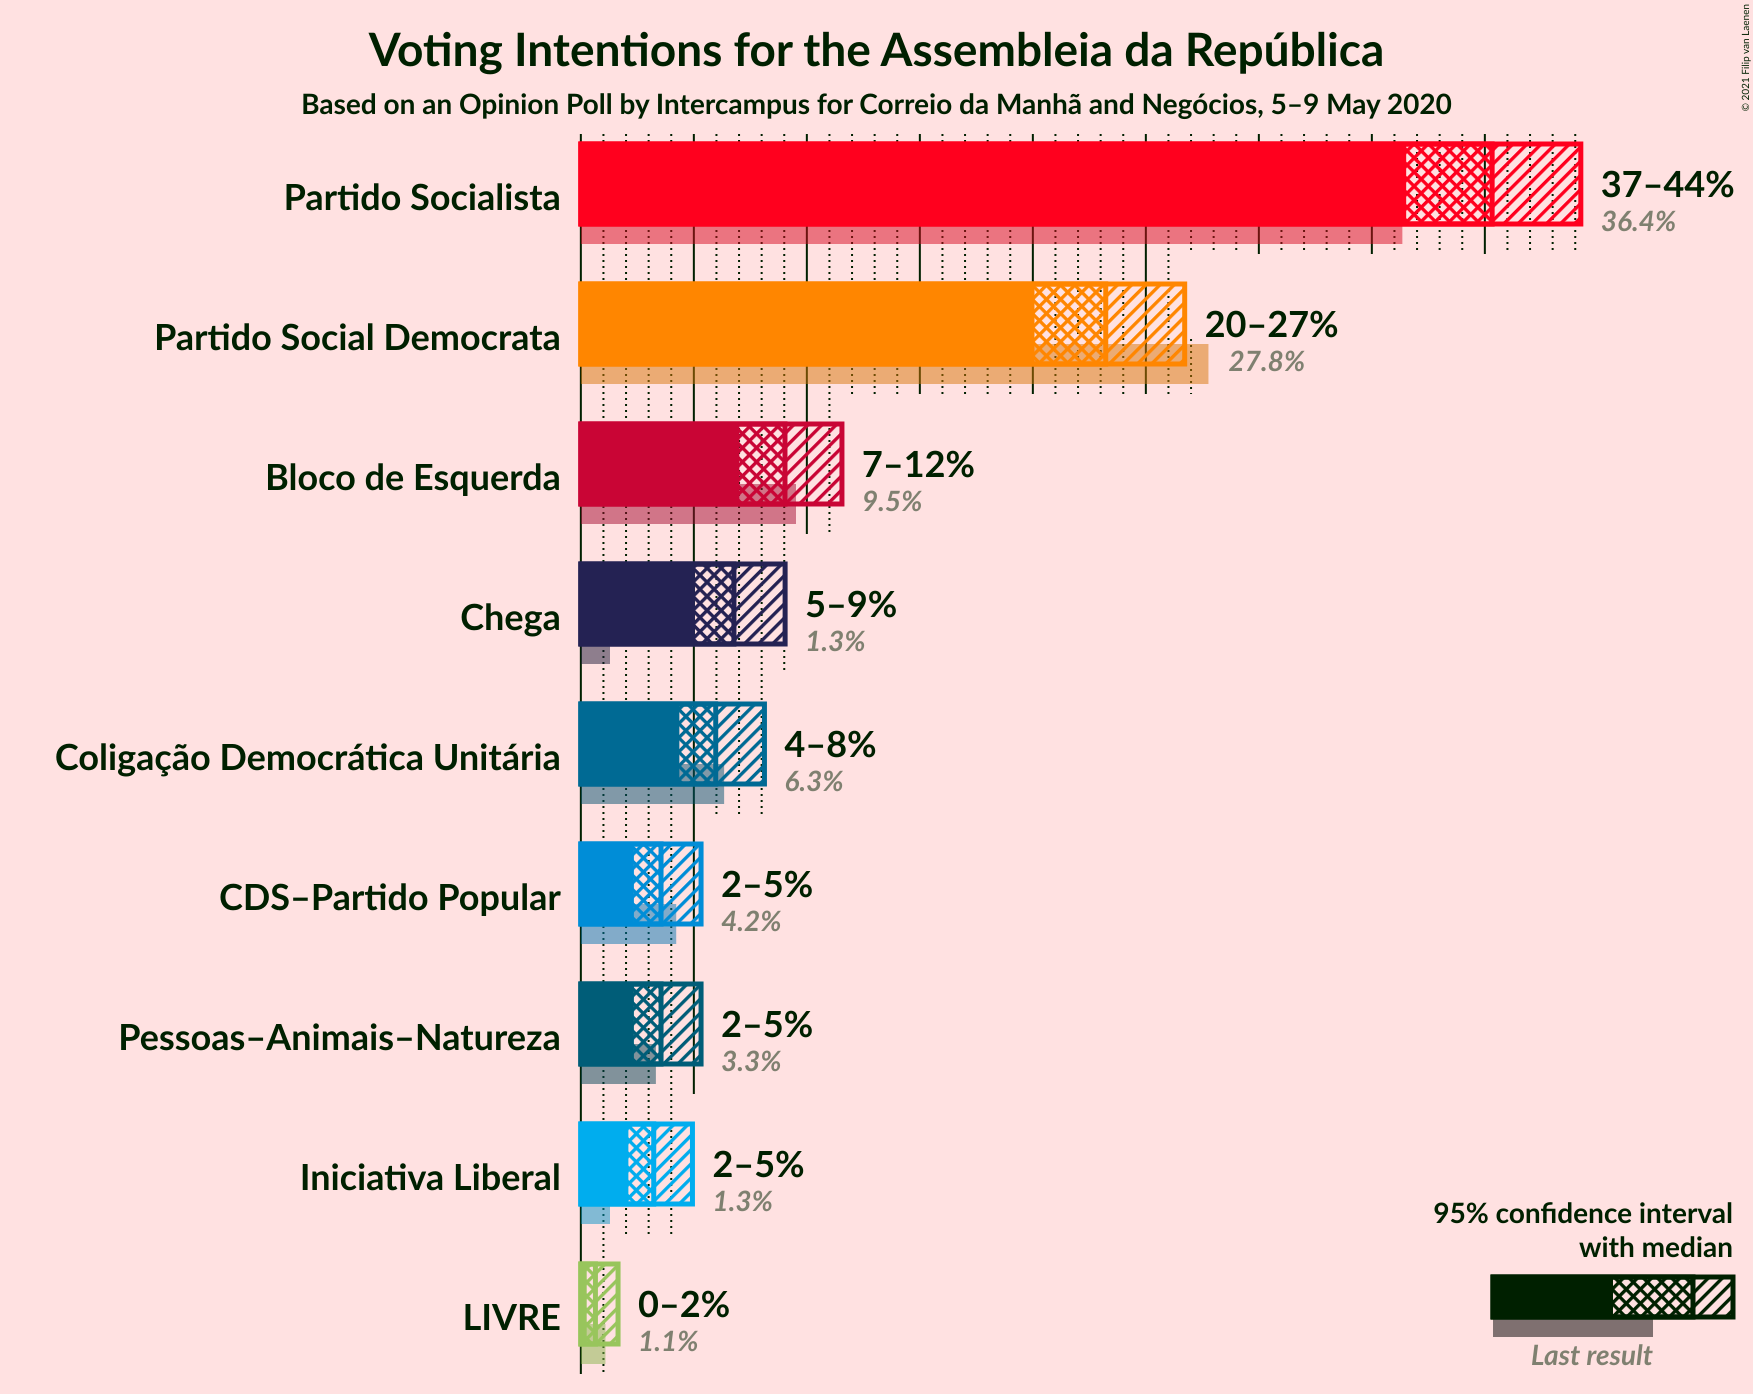 Voting Intentions for the Assembleia da República
Based on an Opinion Poll by Intercampus for Correio da Manhã and Negócios, 5–9 May 2020
© 2021 Filip van Laenen
Partido Socialista
37–44%
36.4%
Partido Social Democrata
20–27%
27.8%
Bloco de Esquerda
7–12%
9.5%
Chega
5–9%
1.3%
Coligação Democrática Unitária
4–8%
6.3%
CDS–Partido Popular
2–5%
4.2%
Pessoas–Animais–Natureza
2–5%
3.3%
Iniciativa Liberal
2–5%
1.3%
LIVRE
0–2%
1.1%
95% confidence interval
with median
Last result